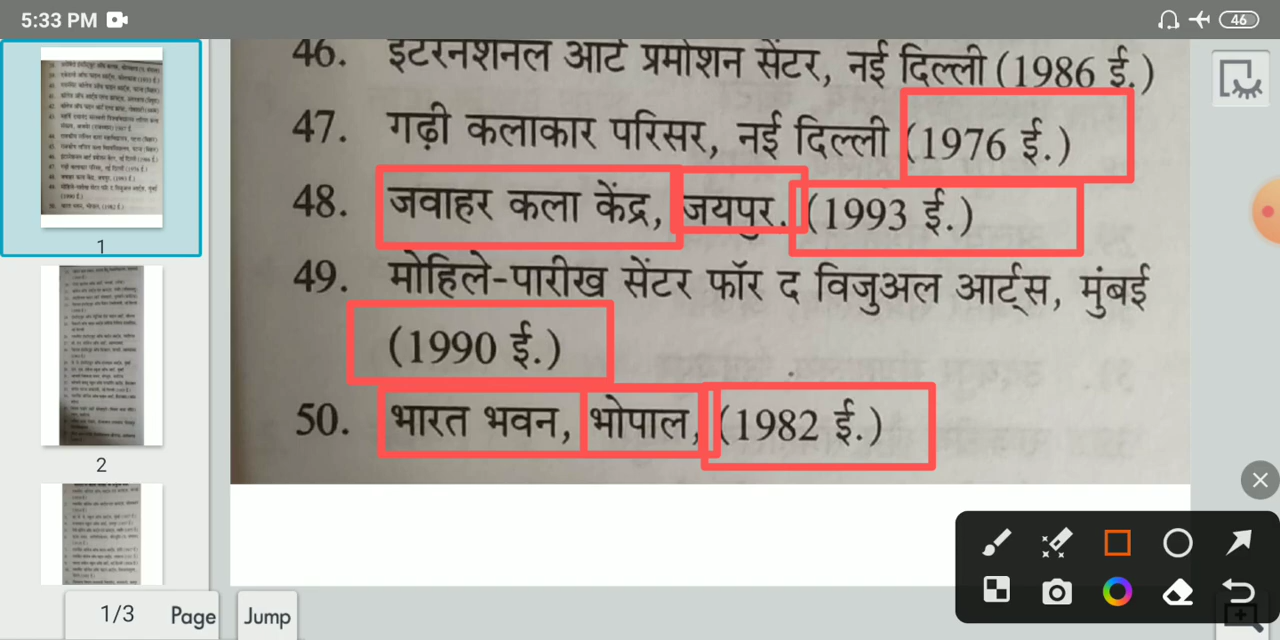 5:33 PM
46
46. इंटरनेशनल आर्ट प्रमोशन सेंटर, नई दिल्ली (1986 ई.)
47. गढ़ी कलाकार परिसर, नई दिल्ली (1976 ई.)
48. जवाहर कला केंद्र, जयपुर. (1993 ई.)
49. मोहिले-पारीख सेंटर फॉर द विजुअल आर्ट्स, मुंबई
(1990 ई.)
50. भारत भवन, भोपाल, (1982 ई.)
1
2
1/3 Page Jump